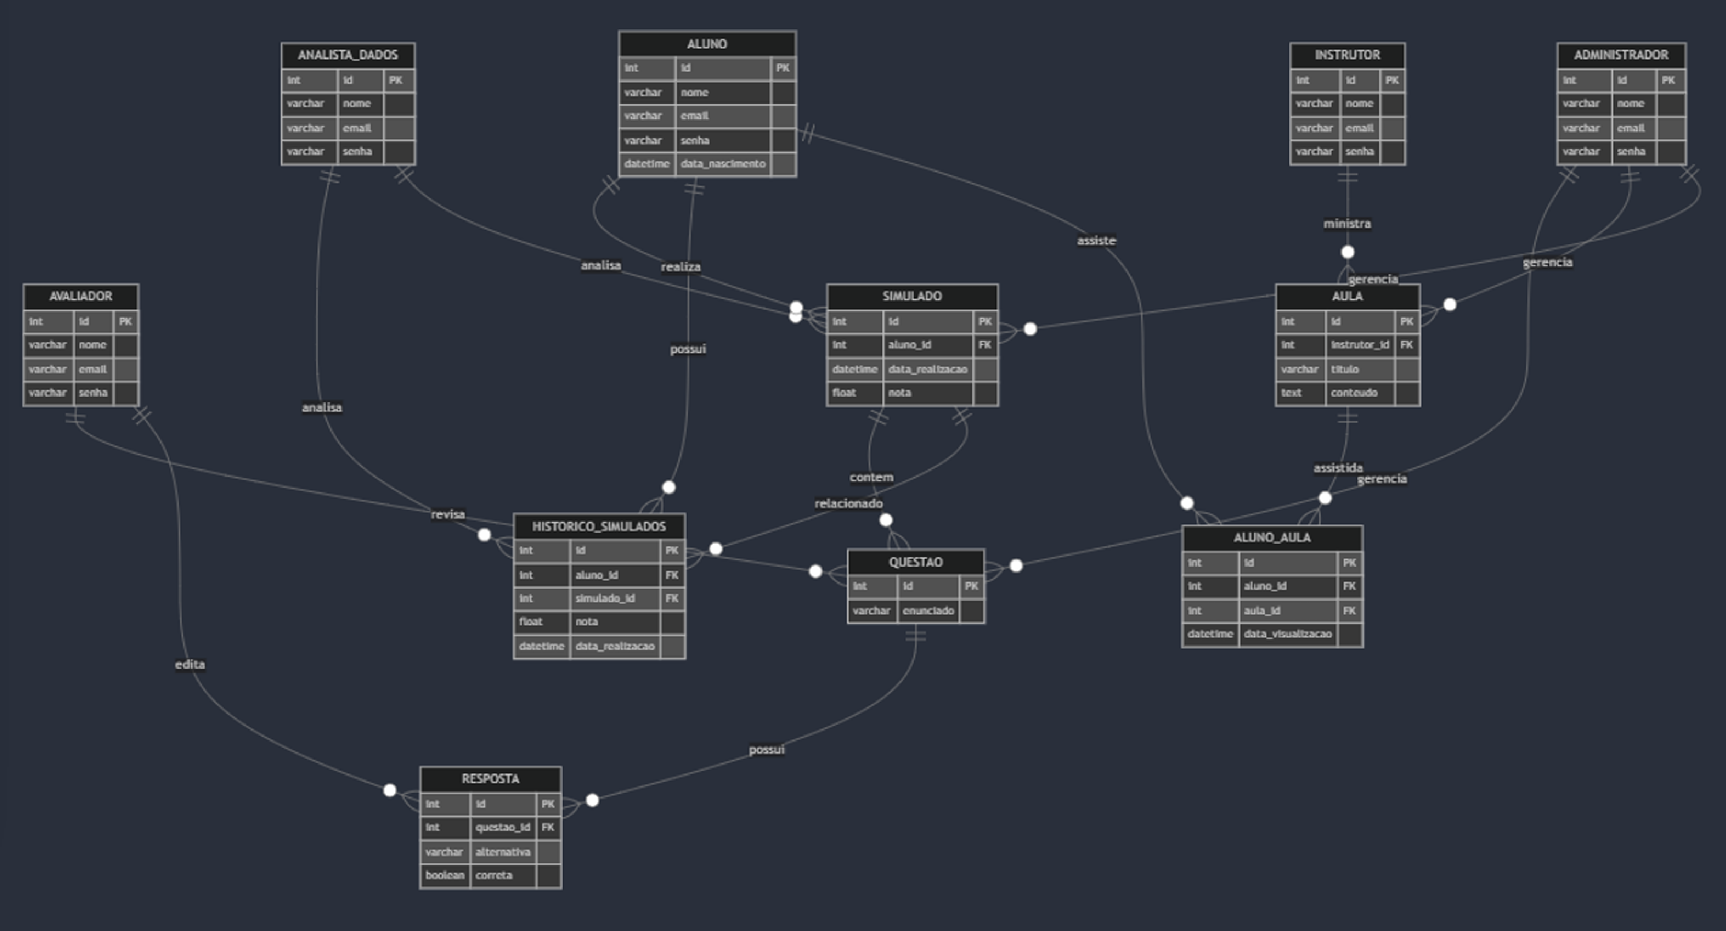 ANALISTA_DADOS
int id PK
varchar nome
varchar email
varchar senha
ALUNO
int id PK
varchar nome
varchar email
varchar senha
datetime data_nascimento
INSTRUTOR
int id PK
varchar nome
varchar email
varchar senha
ADMINISTRADOR
int id PK
varchar nome
varchar email
varchar senha
ministra
assiste
analisa
realiza
gerencia
gerencia
AVALIADOR
int id PK
varchar nome
varchar email
varchar senha
SIMULADO
int id PK
int aluno_id FK
datetime data_realizacao
float nota
AULA
int id PK
int instrutor_id FK
varchar titulo
text conteudo
possui
analisa
contem
assistida
gerencia
relacionado
revisa
HISTORICO_SIMULADOS
int id PK
int aluno_id FK
int simulado_id FK
float nota
datetime data_realizacao
QUESTAO
int id PK
varchar enunciado
ALUNO_AULA
int id PK
int aluno_id FK
int aula_id FK
datetime data_visualizacao
edita
possui
RESPOSTA
int id PK
int questao_id FK
varchar alternativa
boolean correta